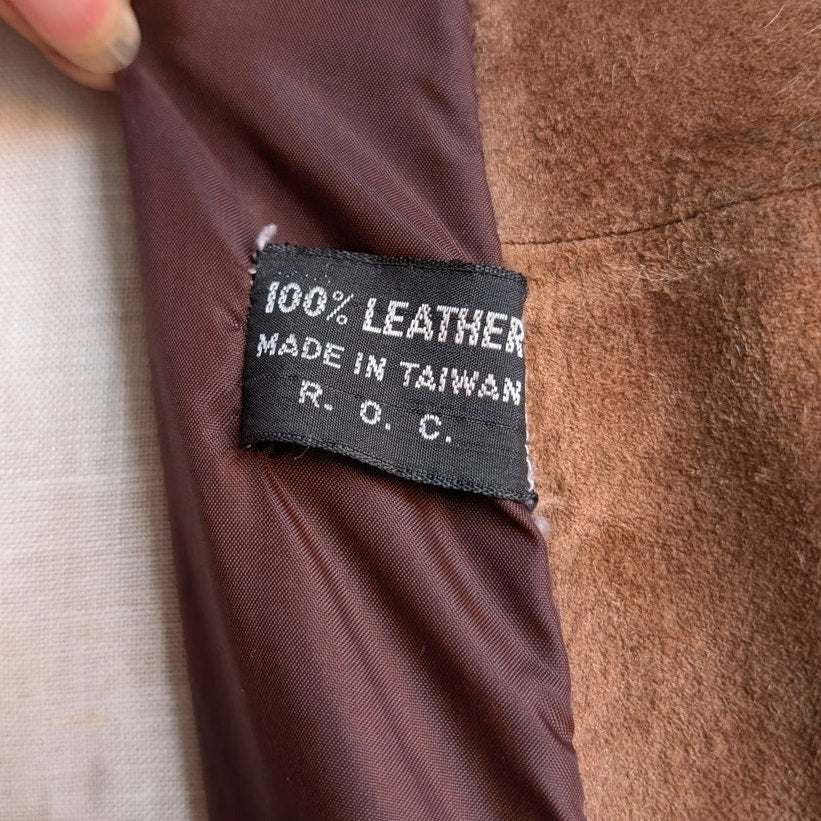 100% LEATHER
MADE IN TAIWAN
R. O. C.